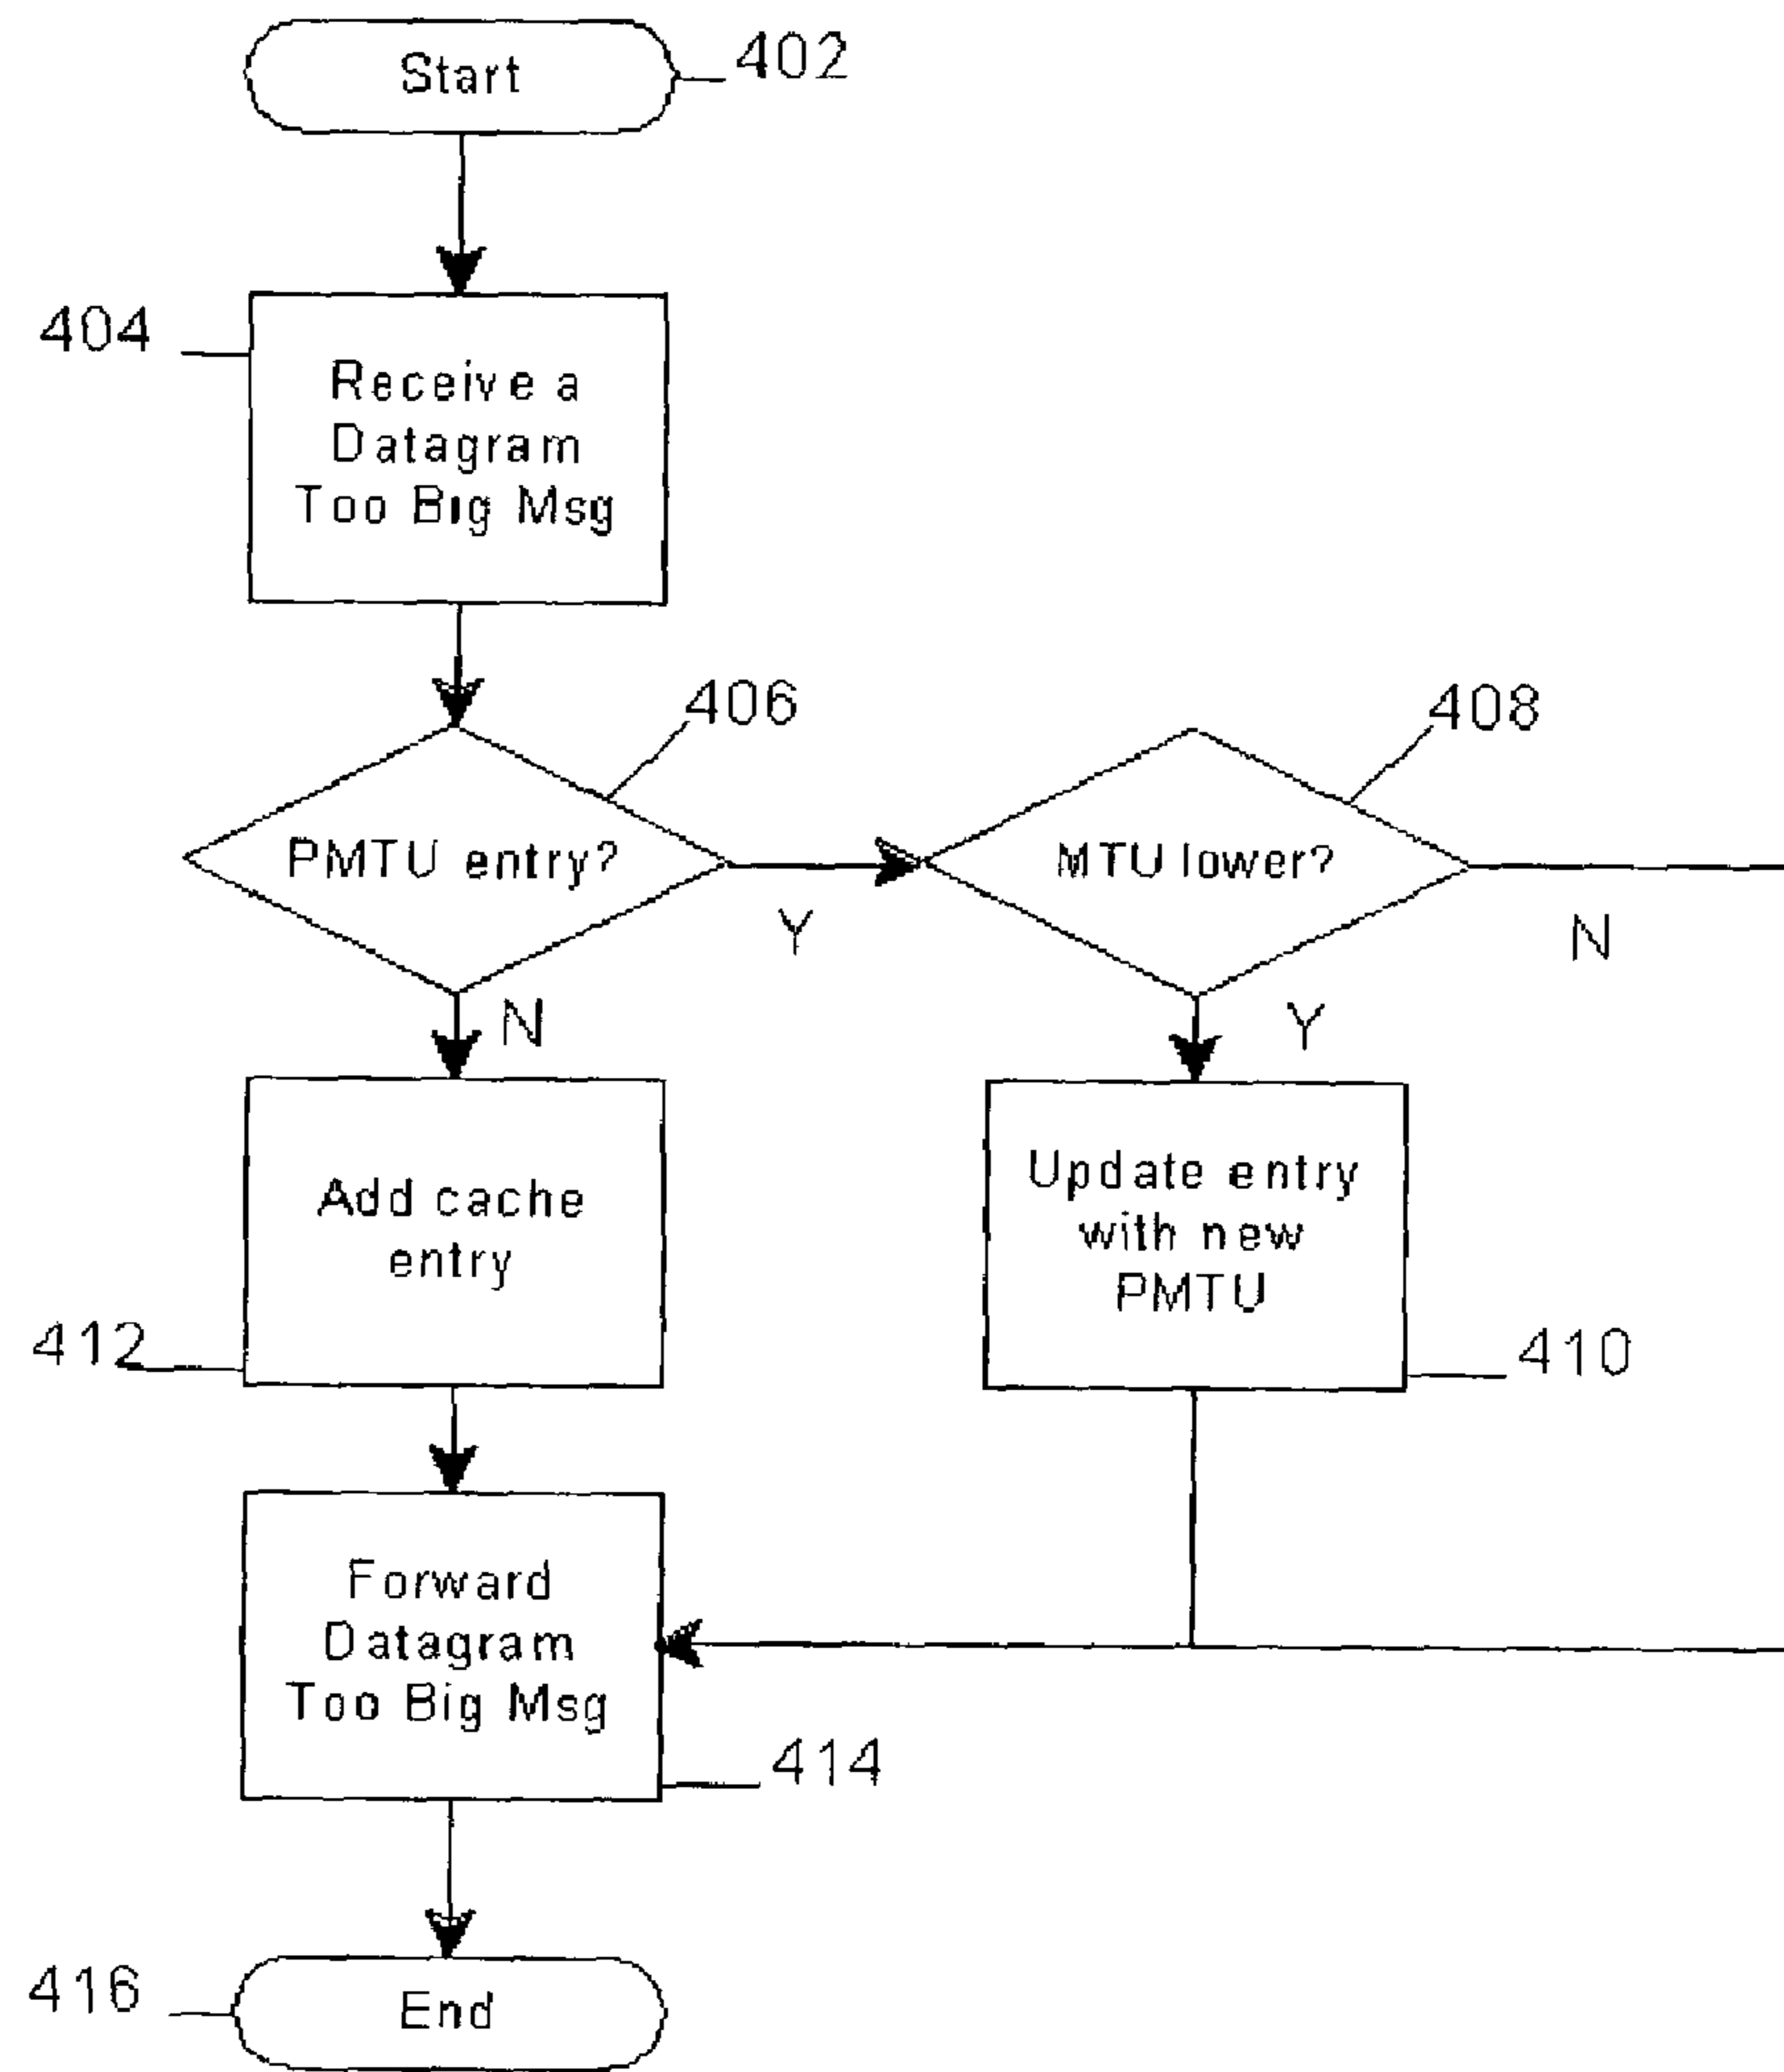 Start
402
404
Receive a
Datagram
Too Big Msg
406
408
PMTU entry?
MTU lower?
Y
N
N
Y
Add cache
entry
Update entry
with new
PMTU
412
410
Forward
Datagram
Too Big Msg
414
416
End